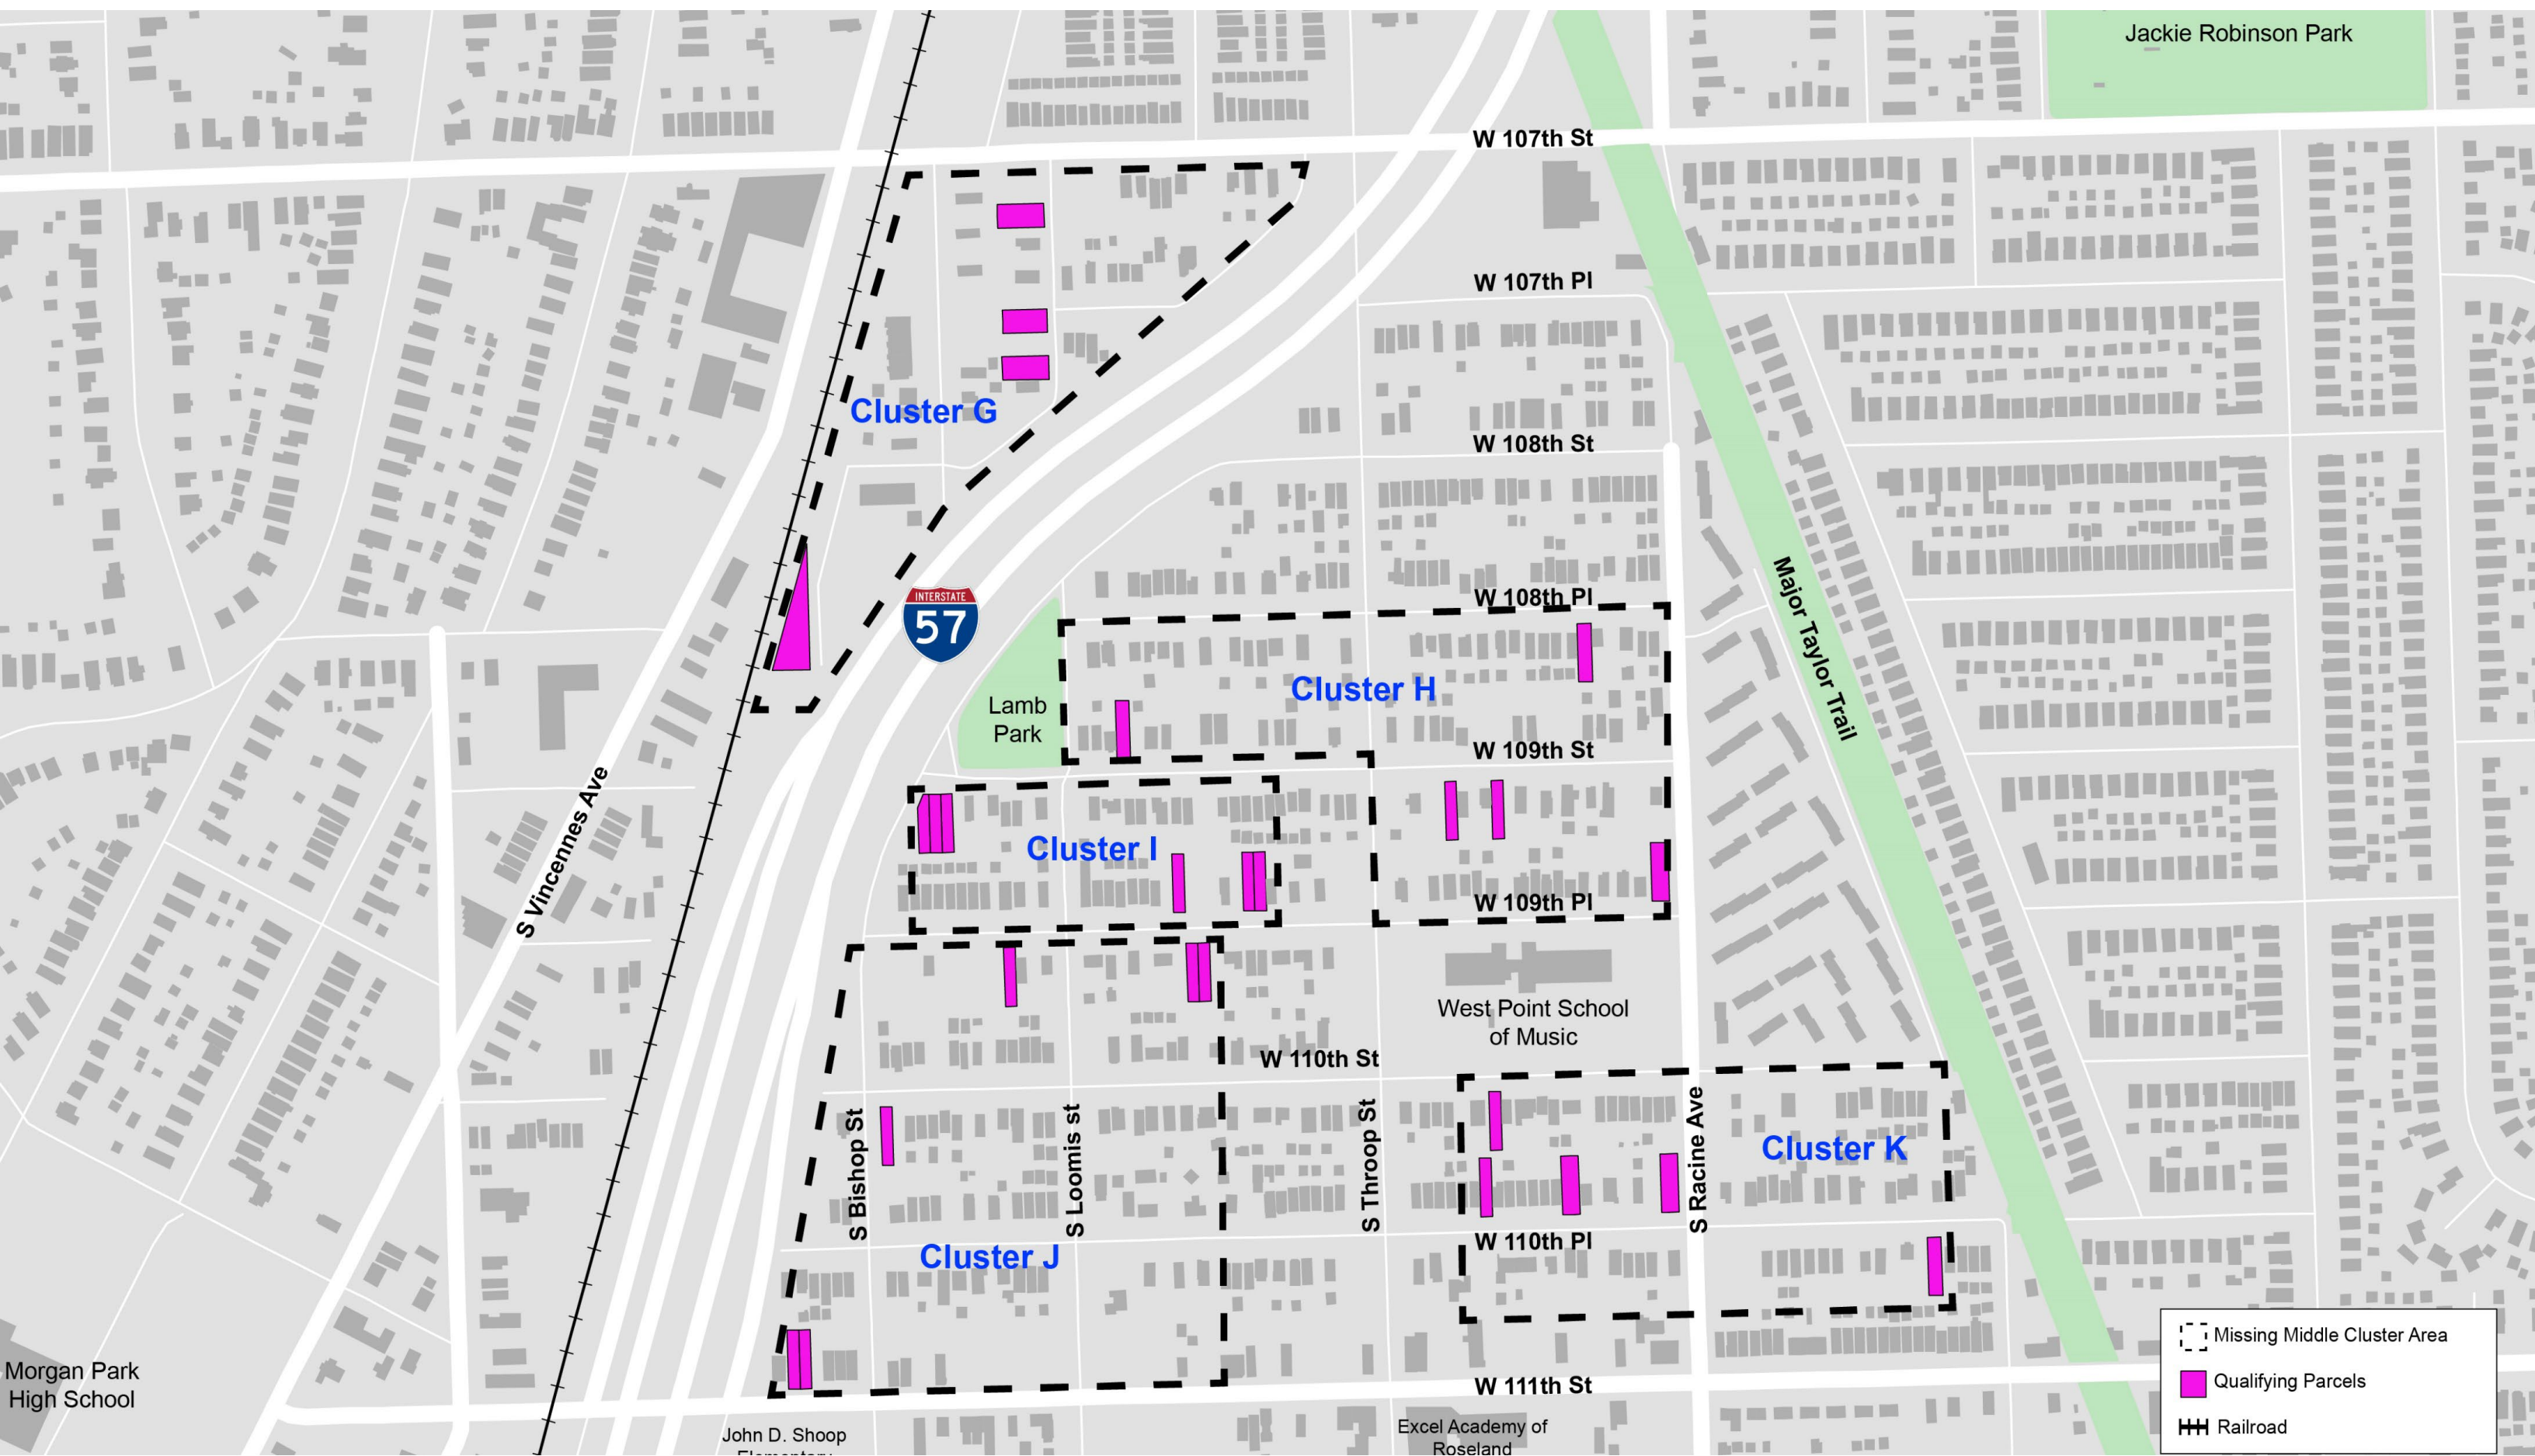 Jackie Robinson Park
W 107th St
W 107th Pl
Cluster G
W 108th St
INTERSTATE
57
W 108th Pl
Major Taylor Trail
Cluster H
Lamb
Park
W 109th St
S Vincennes Ave
Cluster I
W 109th Pl
West Point School
of Music
W 110th St
S Bishop St
S Loomis st
S Throop St
S Racine Ave
Cluster K
W 110th Pl
Cluster J
Morgan Park
High School
W 111th St
John D. Shoop
Elementary
Excel Academy of
Roseland
Missing Middle Cluster Area
Qualifying Parcels
Railroad